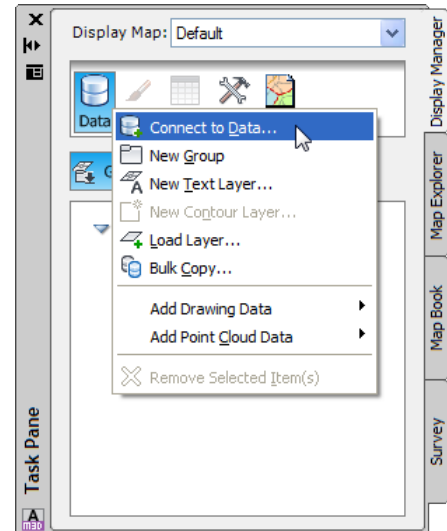 Display Map: Default
Data
Connect to Data...
New Group
New Text Layer...
New Contour Layer...
Load Layer...
Bulk Copy...
Add Drawing Data
Add Point Cloud Data
Remove Selected Item(s)
Display Manager
Map Explorer
Map Book
Survey
Task Pane